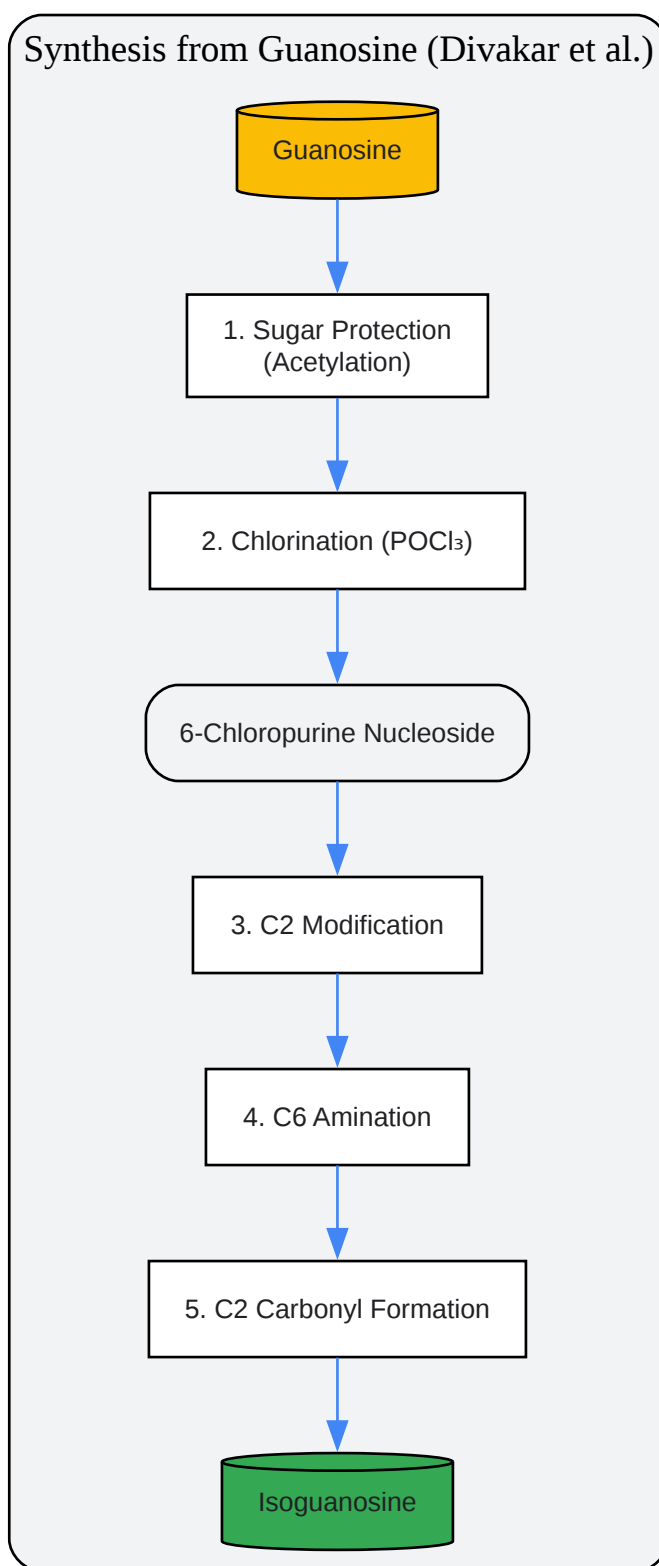 Synthesis from Guanosine (Divakar et al.)
Guanosine
1. Sugar Protection
(Acetylation)
2. Chlorination (POCl₃)
6-Chloropurine Nucleoside
3. C2 Modification
4. C6 Amination
5. C2 Carbonyl Formation
Isoguanosine